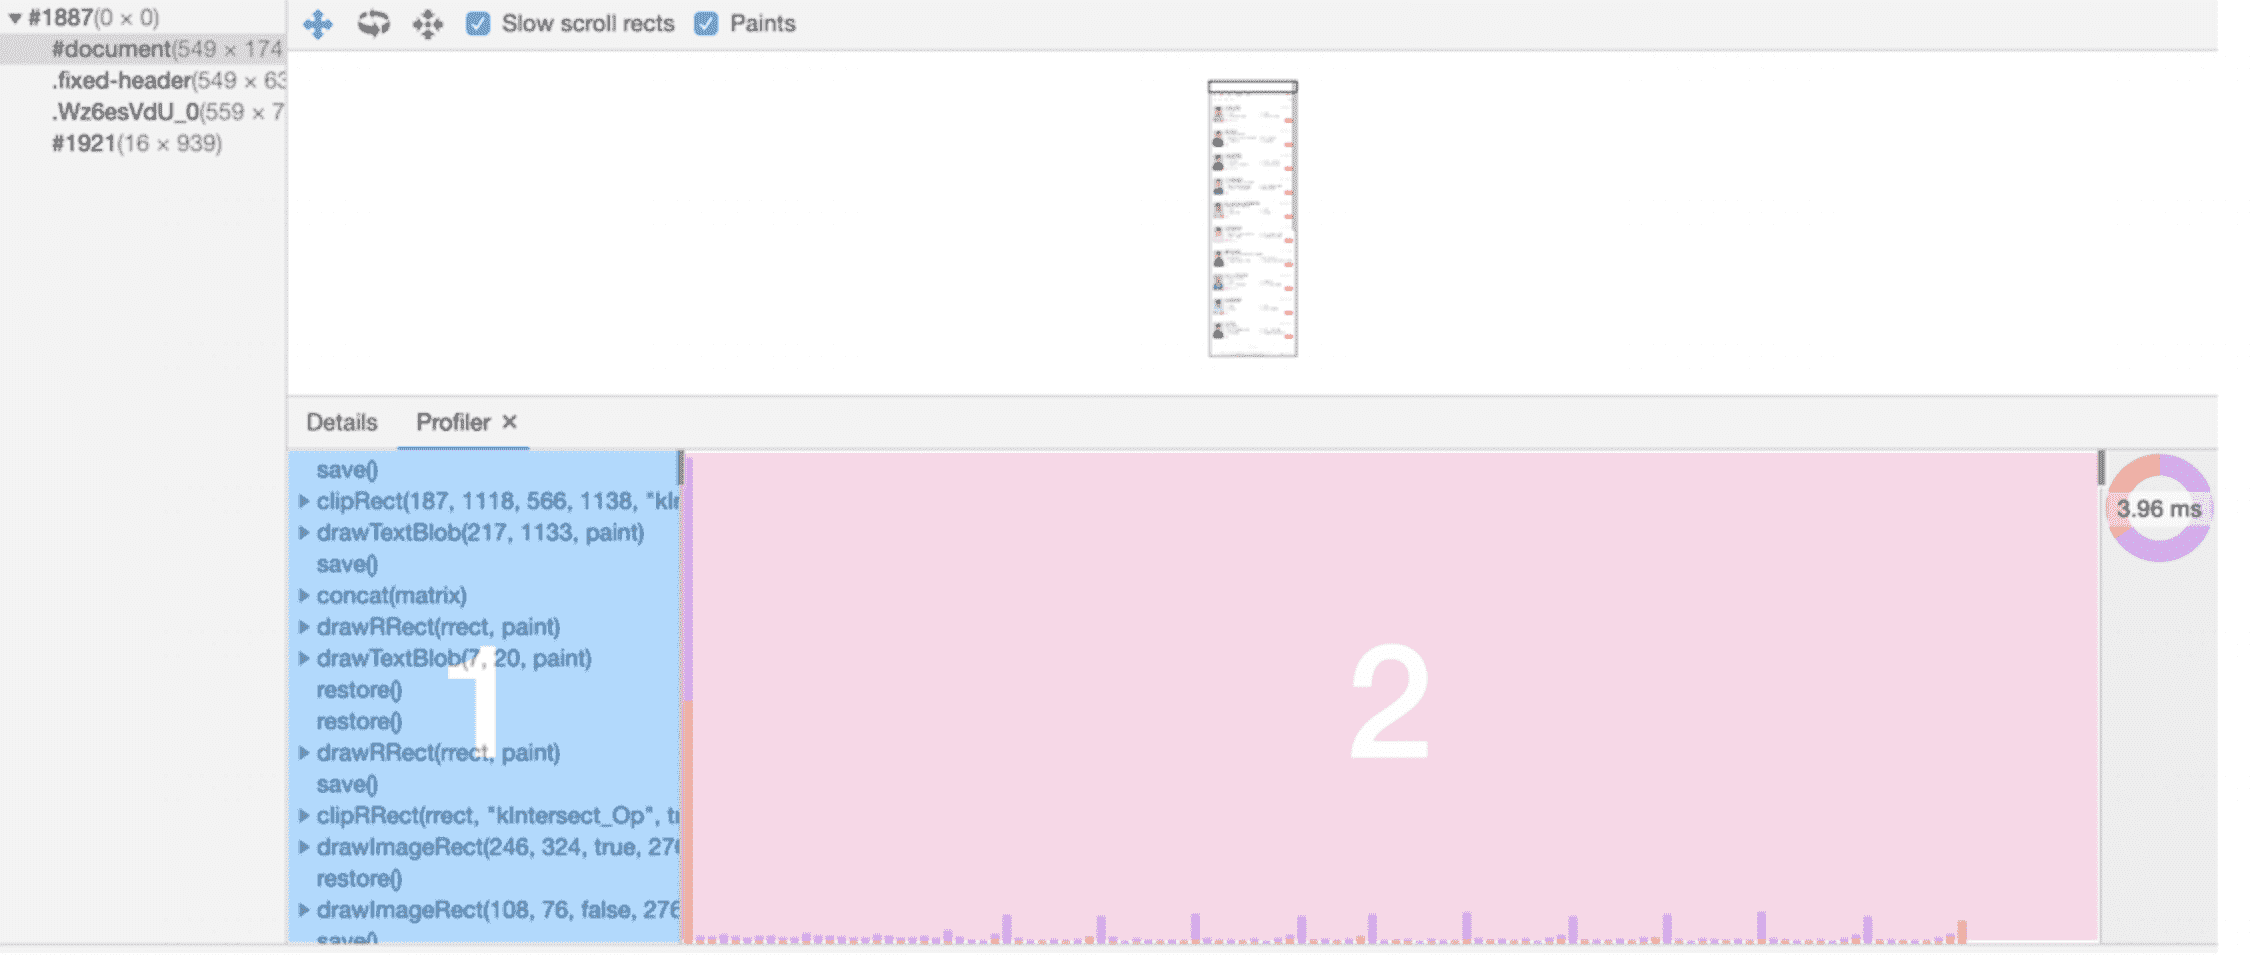 #1887(0 × 0)
#document(549 × 174
.fixed-header(549 × 63
.Wz6esVdU_0(559 × 7
#1921(16 × 939)
Slow scroll rects
Paints
Details
Profiler ×
save()
clipRect(187, 1118, 566, 1138, "kIn
drawTextBlob(217, 1133, paint)
save()
concat(matrix)
drawRRect(rrect, paint)
drawTextBlob(7, 20, paint)
restore()
restore()
drawRRect(rrect, paint)
save()
clipRRect(rrect, "kIntersect_Op", tr
drawImageRect(246, 324, true, 276
restore()
drawImageRect(108, 76, false, 276
save()
1
2
3.96 ms